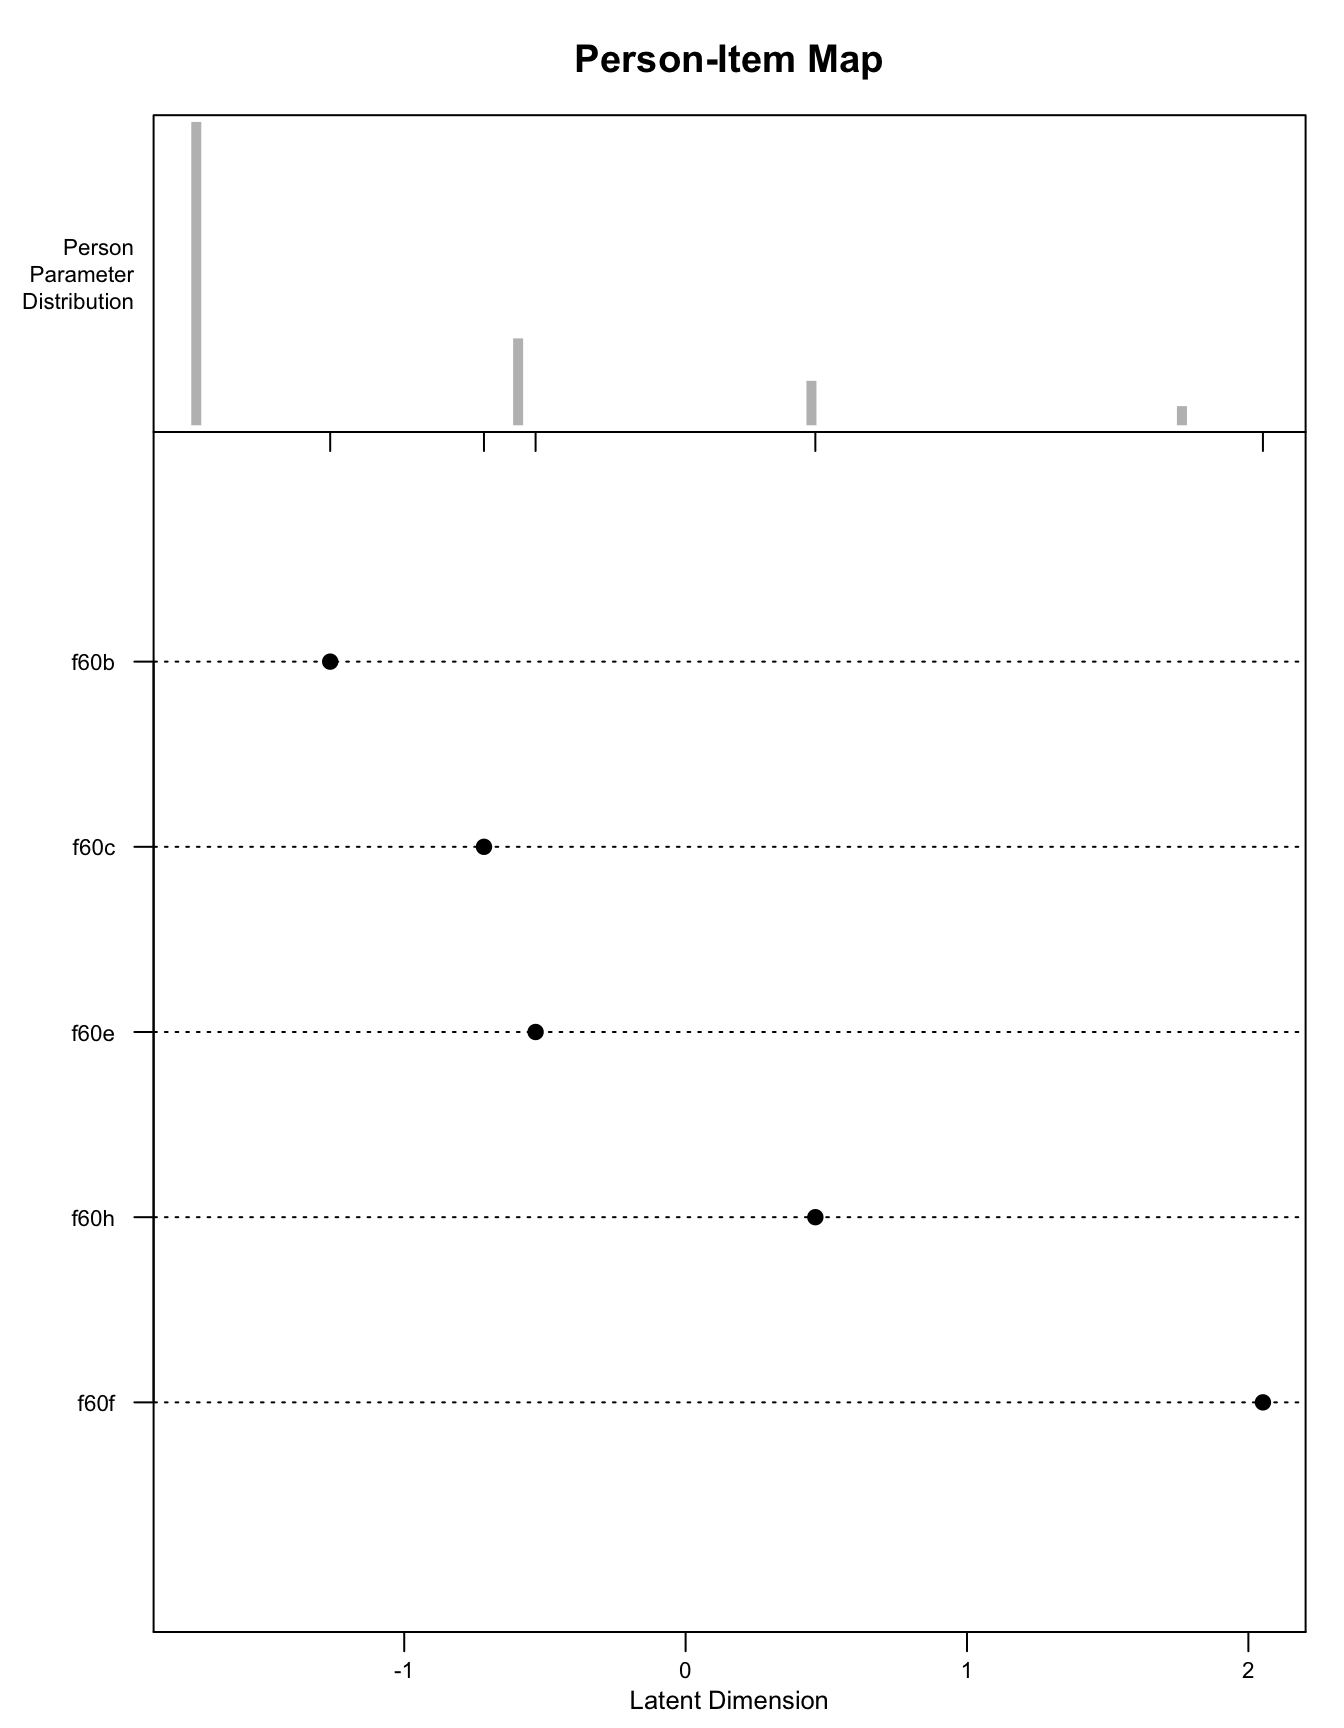 Person-Item Map
Person
Parameter
Distribution
f60b
f60c
f60e
f60h
f60f
-1
0
1
2
Latent Dimension